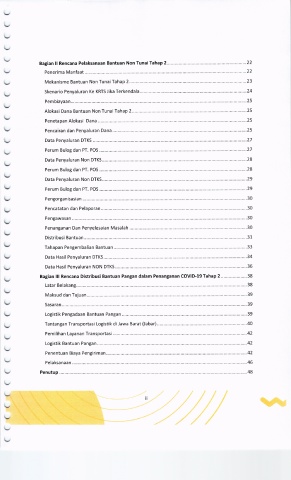 Bagian II Rencana Pelaksanaan Bantuan Non Tunai Tahap 2 ........ 22
Penerima Manfaat ........ 22
Mekanisme Bantuan Non Tunai Tahap 2 ........ 23
Skenario Penyaluran Ke KRTS Jika Terkendala ........ 24
Pembiayaan ........ 25
Alokasi Dana Bantuan Non Tunai Tahap 2 ........ 25
Penetapan Alokasi Dana ........ 25
Pencairan dan Penyaluran Dana ........ 25
Data Penyaluran DTKS ........ 27
Perum Bulog dan PT. POS ........ 27
Data Penyaluran Non DTKS ........ 28
Perum Bulog dan PT. POS ........ 28
Data Penyaluran Non DTKS ........ 29
Perum Bulog dan PT. POS ........ 29
Pengorganisasian ........ 30
Pencatatan dan Pelaporan ........ 30
Pengawasan ........ 30
Penanganan Dan Penyelesaian Masalah ........ 30
Distribusi Bantuan ........ 31
Tahapan Pengembalian Bantuan ........ 33
Data Hasil Penyaluran DTKS ........ 34
Data Hasil Penyaluran NON DTKS ........ 36
Bagian III Rencana Distribusi Bantuan Pangan dalam Penanganan COVID-19 Tahap 2 ........ 38
Latar Belakang ........ 38
Maksud dan Tujuan ........ 39
Sasaran ........ 39
Logistik Pengadaan Bantuan Pangan ........ 39
Tantangan Transportasi Logistik di Jawa Barat (Jabar) ........ 40
Pemilihan Layanan Transportasi ........ 42
Logistik Bantuan Pangan ........ 42
Penentuan Biaya Pengiriman ........ 42
Pelaksanaan ........ 46
Penutup ........ 48
ii